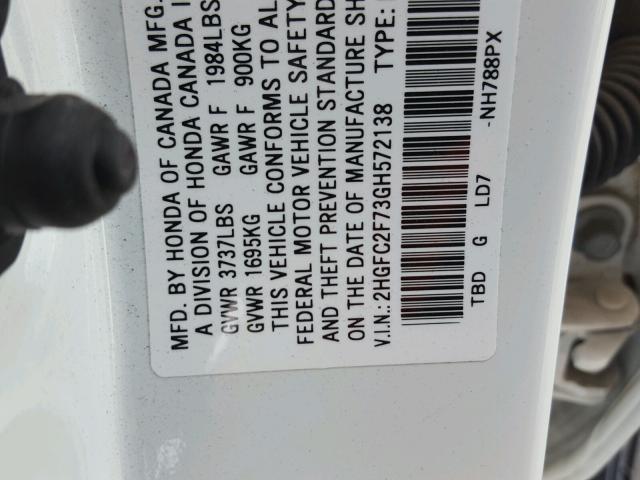 MFD. BY HONDA OF CANADA MFG.
A DIVISION OF HONDA CANADA I
GVWR 3737LBS GAWR F 1984LBS
GVWR 1695KG GAWR F 900KG
THIS VEHICLE CONFORMS TO AL
FEDERAL MOTOR VEHICLE SAFETY
AND THEFT PREVENTION STANDARD
ON THE DATE OF MANUFACTURE SH
V.I.N.: 2HGFC2F73GH572138 TYPE:
TBD G LD7 -NH788PX